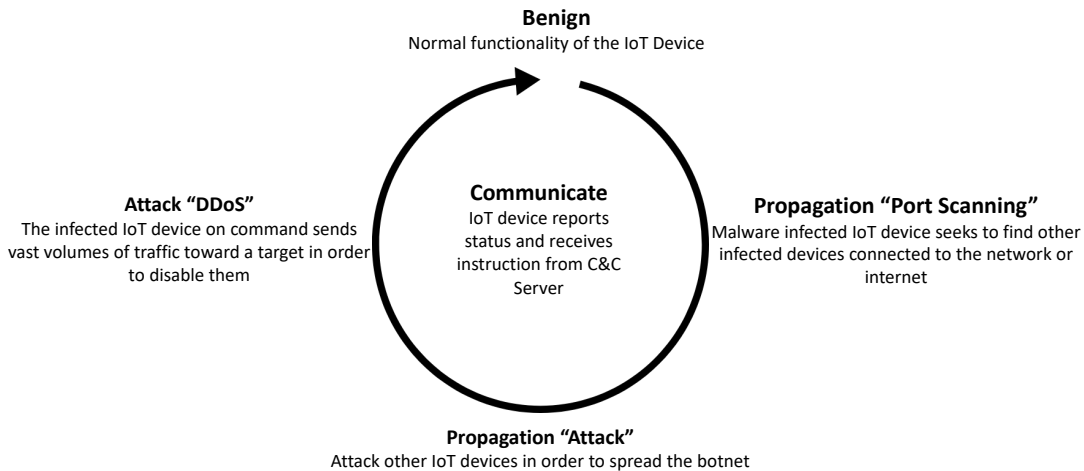 Benign
Normal functionality of the IoT Device
Attack “DDoS”
The infected IoT device on command sends
vast volumes of traffic toward a target in order
to disable them
Communicate
IoT device reports
status and receives
instruction from C&C
Server
Propagation “Port Scanning”
Malware infected IoT device seeks to find other
infected devices connected to the network or
internet
Propagation “Attack”
Attack other IoT devices in order to spread the botnet